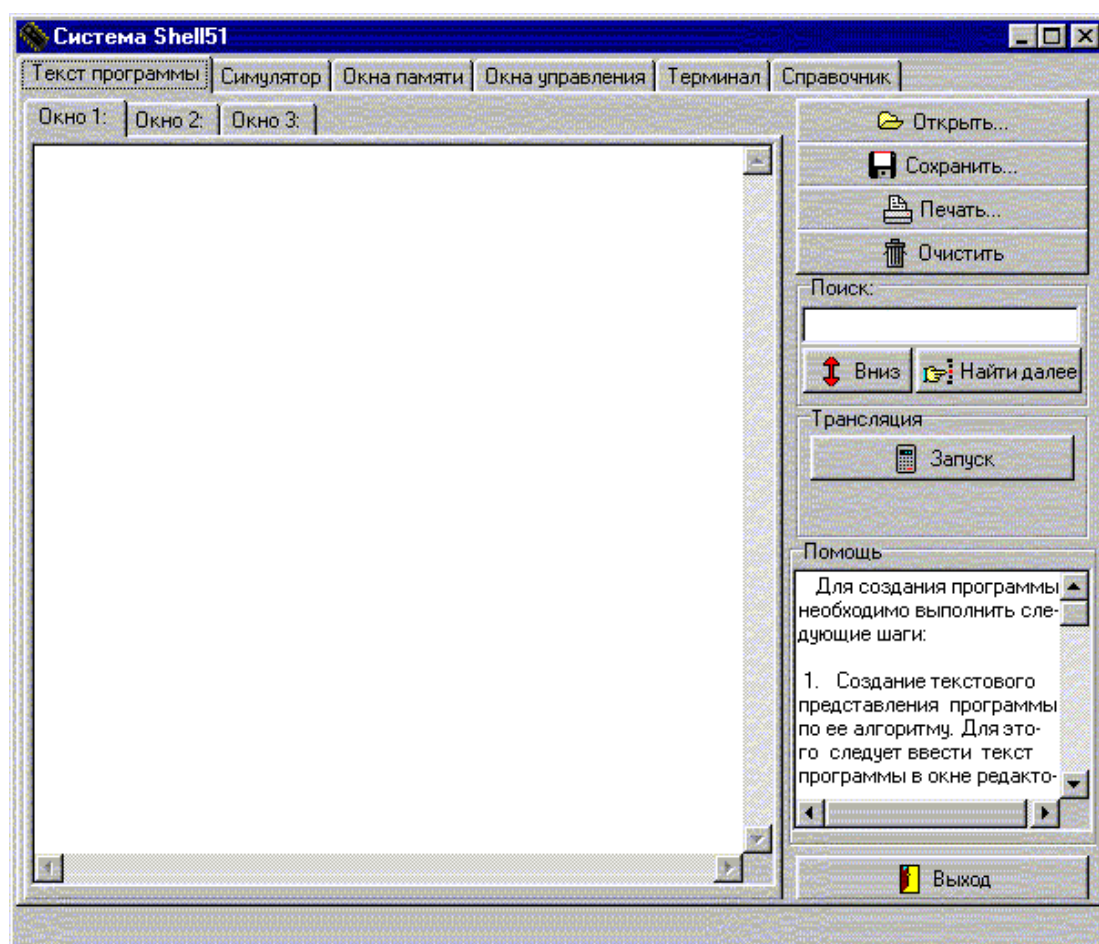 Система Shell51
Текст программы Симулятор Окна памяти Окна управления Терминал Справочник
Окно 1: Окно 2: Окно 3:
Открыть...
Сохранить...
Печать...
Очистить
Поиск:
Вниз Найти далее
Трансляция
Запуск
Помощь
Для создания программы
необходимо выполнить сле-
дующие шаги:
1. Создание текстового
представления программы
по ее алгоритму. Для это-
го следует ввести текст
программы в окне редакто-
Выход